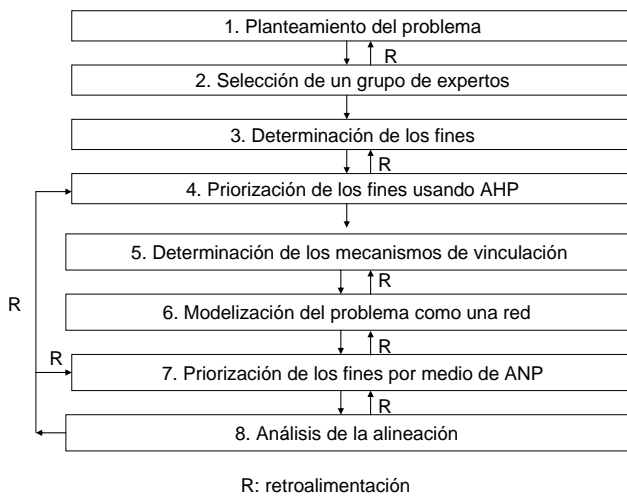 1. Planteamiento del problema
R
2. Selección de un grupo de expertos
3. Determinación de los fines
R
4. Priorización de los fines usando AHP
5. Determinación de los mecanismos de vinculación
R
R
6. Modelización del problema como una red
R
R
7. Priorización de los fines por medio de ANP
R
8. Análisis de la alineación
R: retroalimentación